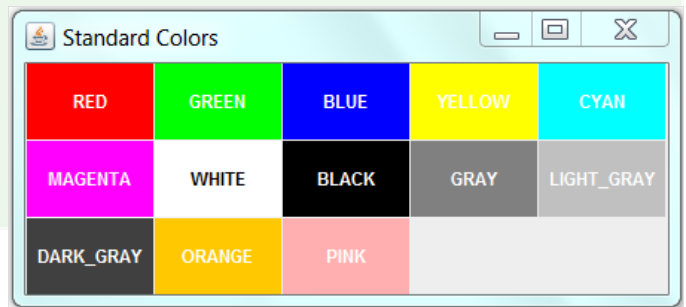 Standard Colors
RED GREEN BLUE YELLOW CYAN
MAGENTA WHITE BLACK GRAY LIGHT_GRAY
DARK_GRAY ORANGE PINK